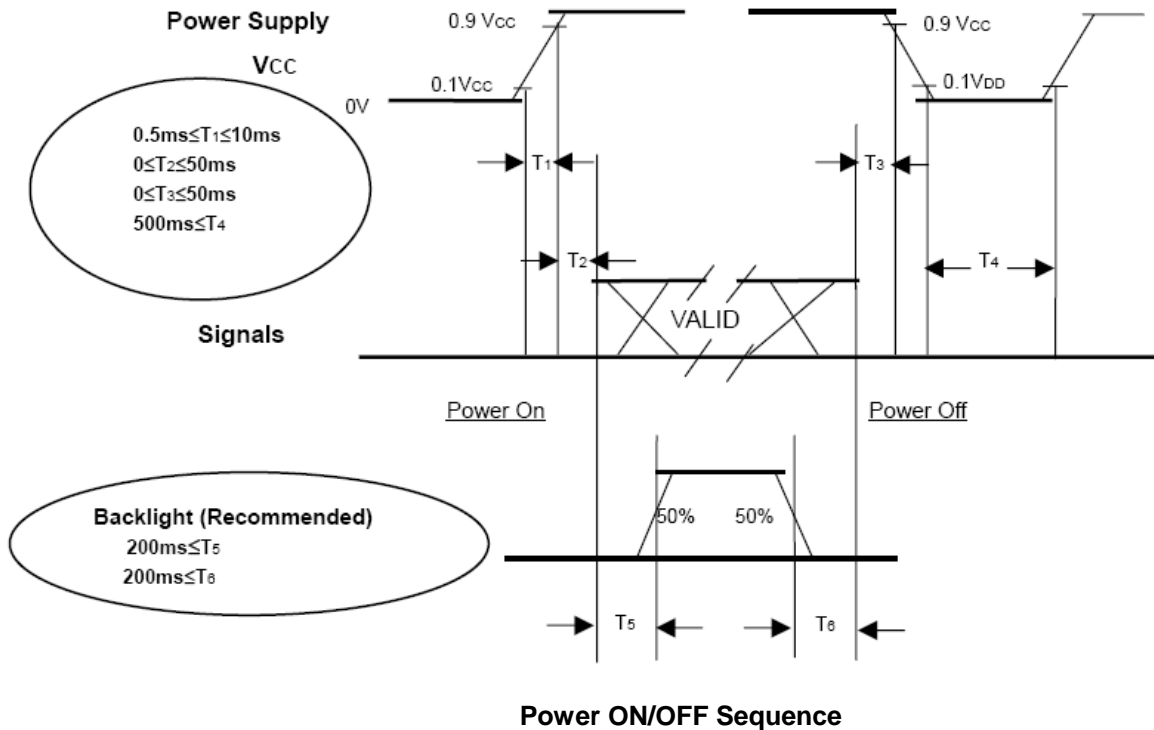 Power Supply
VCC
0.9 VCC
0.1VCC
0V
0.9 VCC
0.1VDD
0.5ms≤T1≤10ms
0≤T2≤50ms
0≤T3≤50ms
500ms≤T4
T1
T3
T2
T4
VALID
Signals
Power On
Power Off
Backlight (Recommended)
200ms≤T5
200ms≤T6
50%
50%
T5
T6
Power ON/OFF Sequence